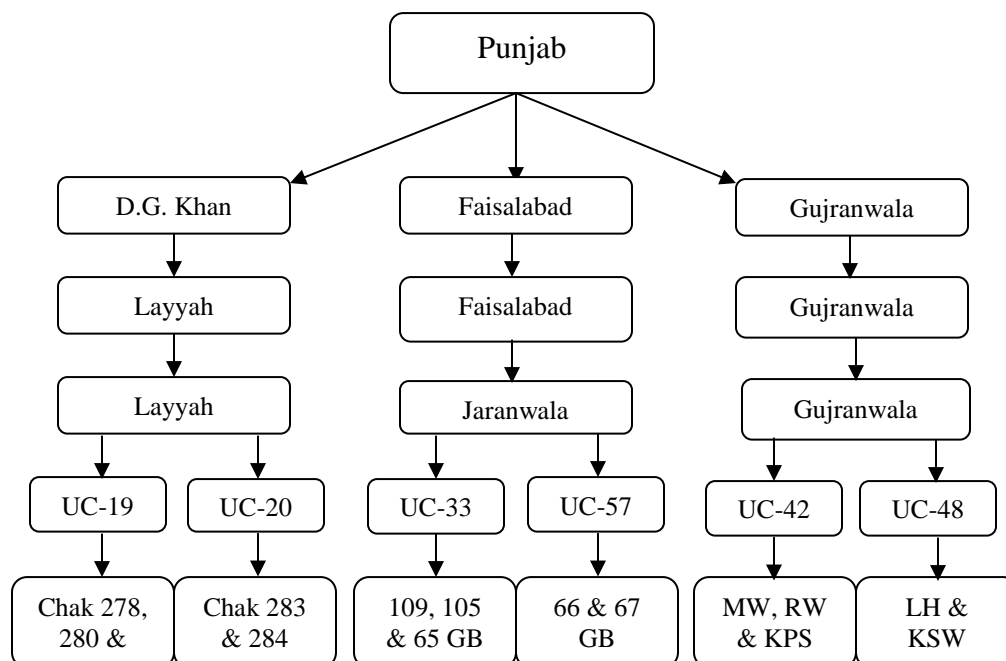 Punjab
D.G. Khan
Faisalabad
Gujranwala
Layyah
Faisalabad
Gujranwala
Layyah
Jaranwala
Gujranwala
UC-19
UC-20
UC-33
UC-57
UC-42
UC-48
Chak 278,
280 &
Chak 283
& 284
109, 105
& 65 GB
66 & 67
GB
MW, RW
& KPS
LH &
KSW